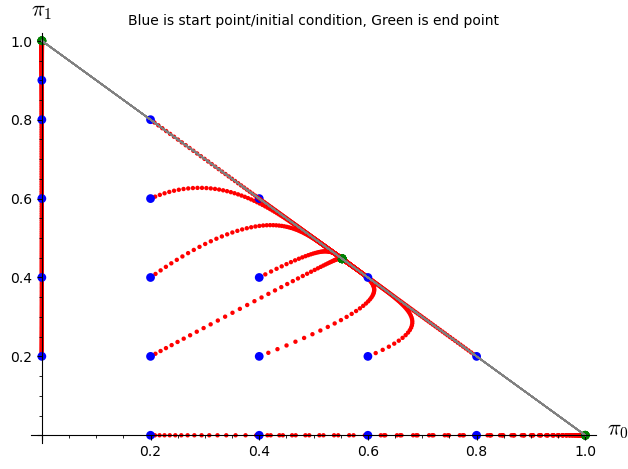 π₁
Blue is start point/initial condition, Green is end point
1.0
0.8
0.6
0.4
0.2
0.2 0.4 0.6 0.8 1.0
π₀